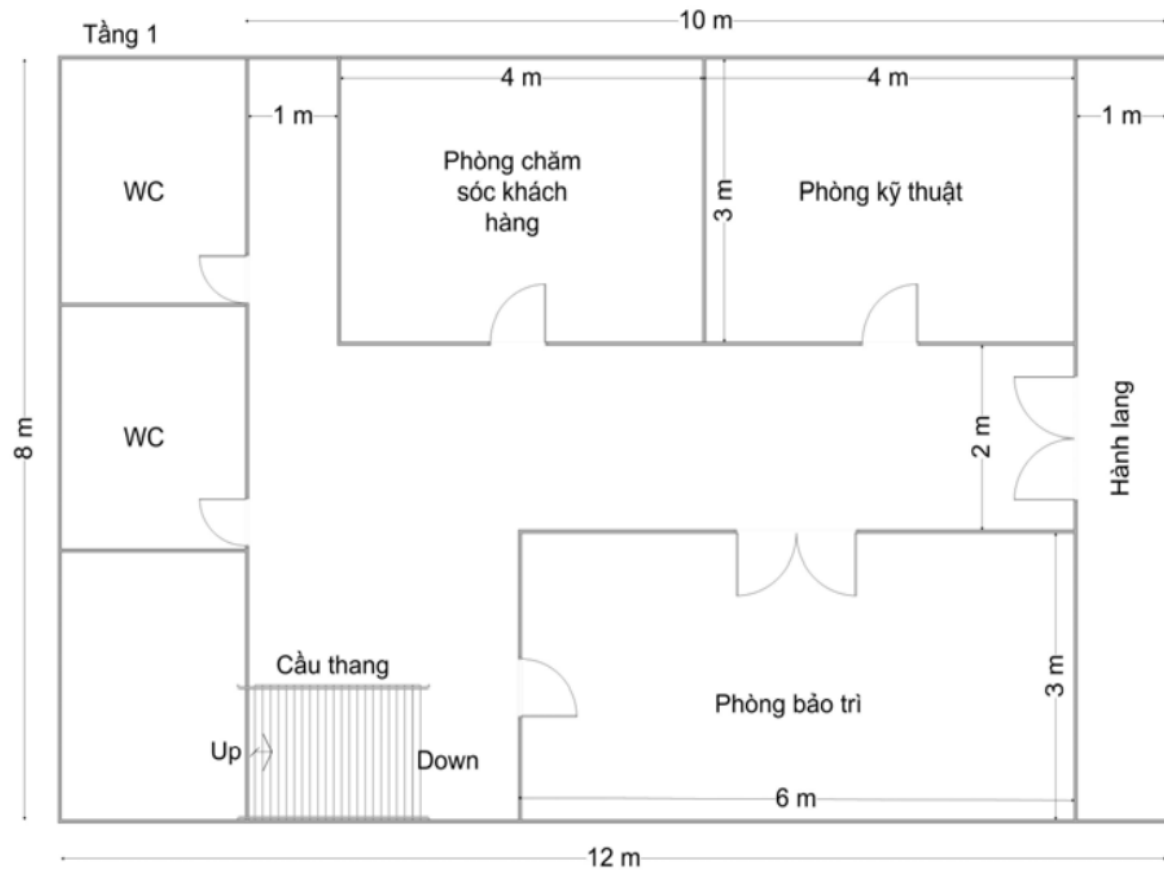 10 m
Tầng 1
4 m
4 m
1 m
1 m
Phòng chăm
sóc khách
hàng
WC
3 m
Phòng kỹ thuật
Hành lang
WC
2 m
8 m
Cầu thang
3 m
Phòng bảo trì
Up
Down
6 m
12 m